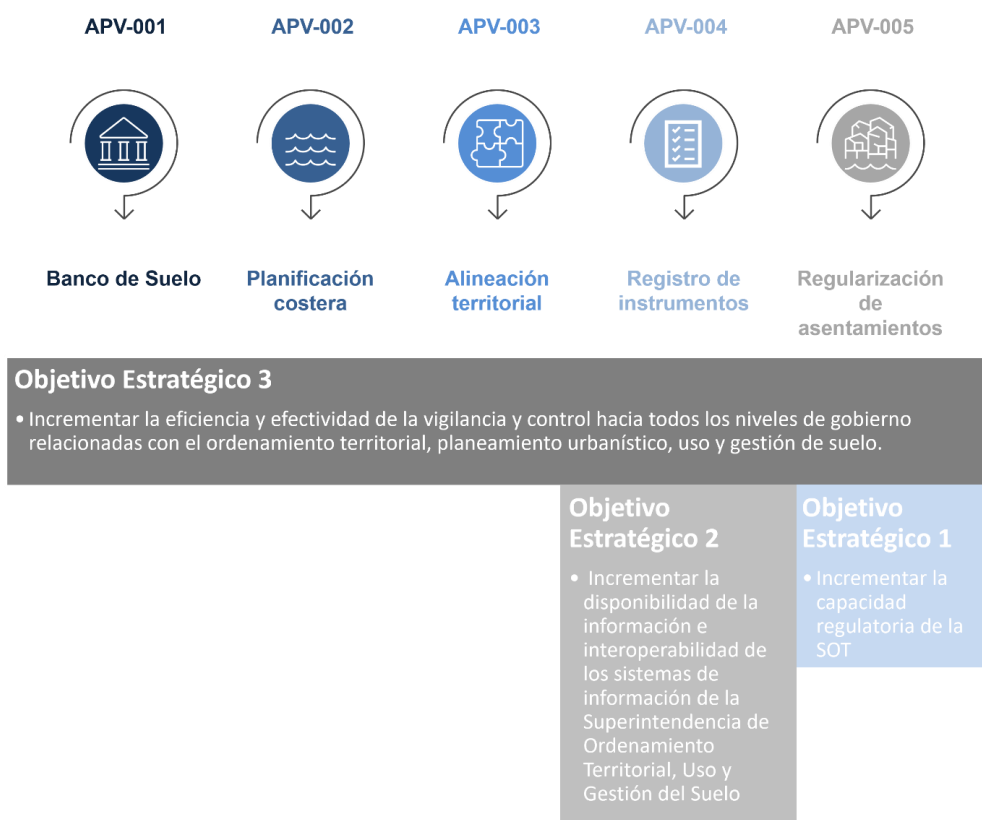 APV-001
APV-002
APV-003
APV-004
APV-005
Banco de Suelo
Planificación
costera
Alineación
territorial
Registro de
instrumentos
Regularización
de
asentamientos
Objetivo Estratégico 3
• Incrementar la eficiencia y efectividad de la vigilancia y control hacia todos los niveles de gobierno
relacionadas con el ordenamiento territorial, planeamiento urbanístico, uso y gestión de suelo.
Objetivo
Estratégico 2
• Incrementar la
disponibilidad de la
información e
interoperabilidad de
los sistemas de
información de la
Superintendencia de
Ordenamiento
Territorial, Uso y
Gestión del Suelo
Objetivo
Estratégico 1
• Incrementar la
capacidad
regulatoria de la
SOT